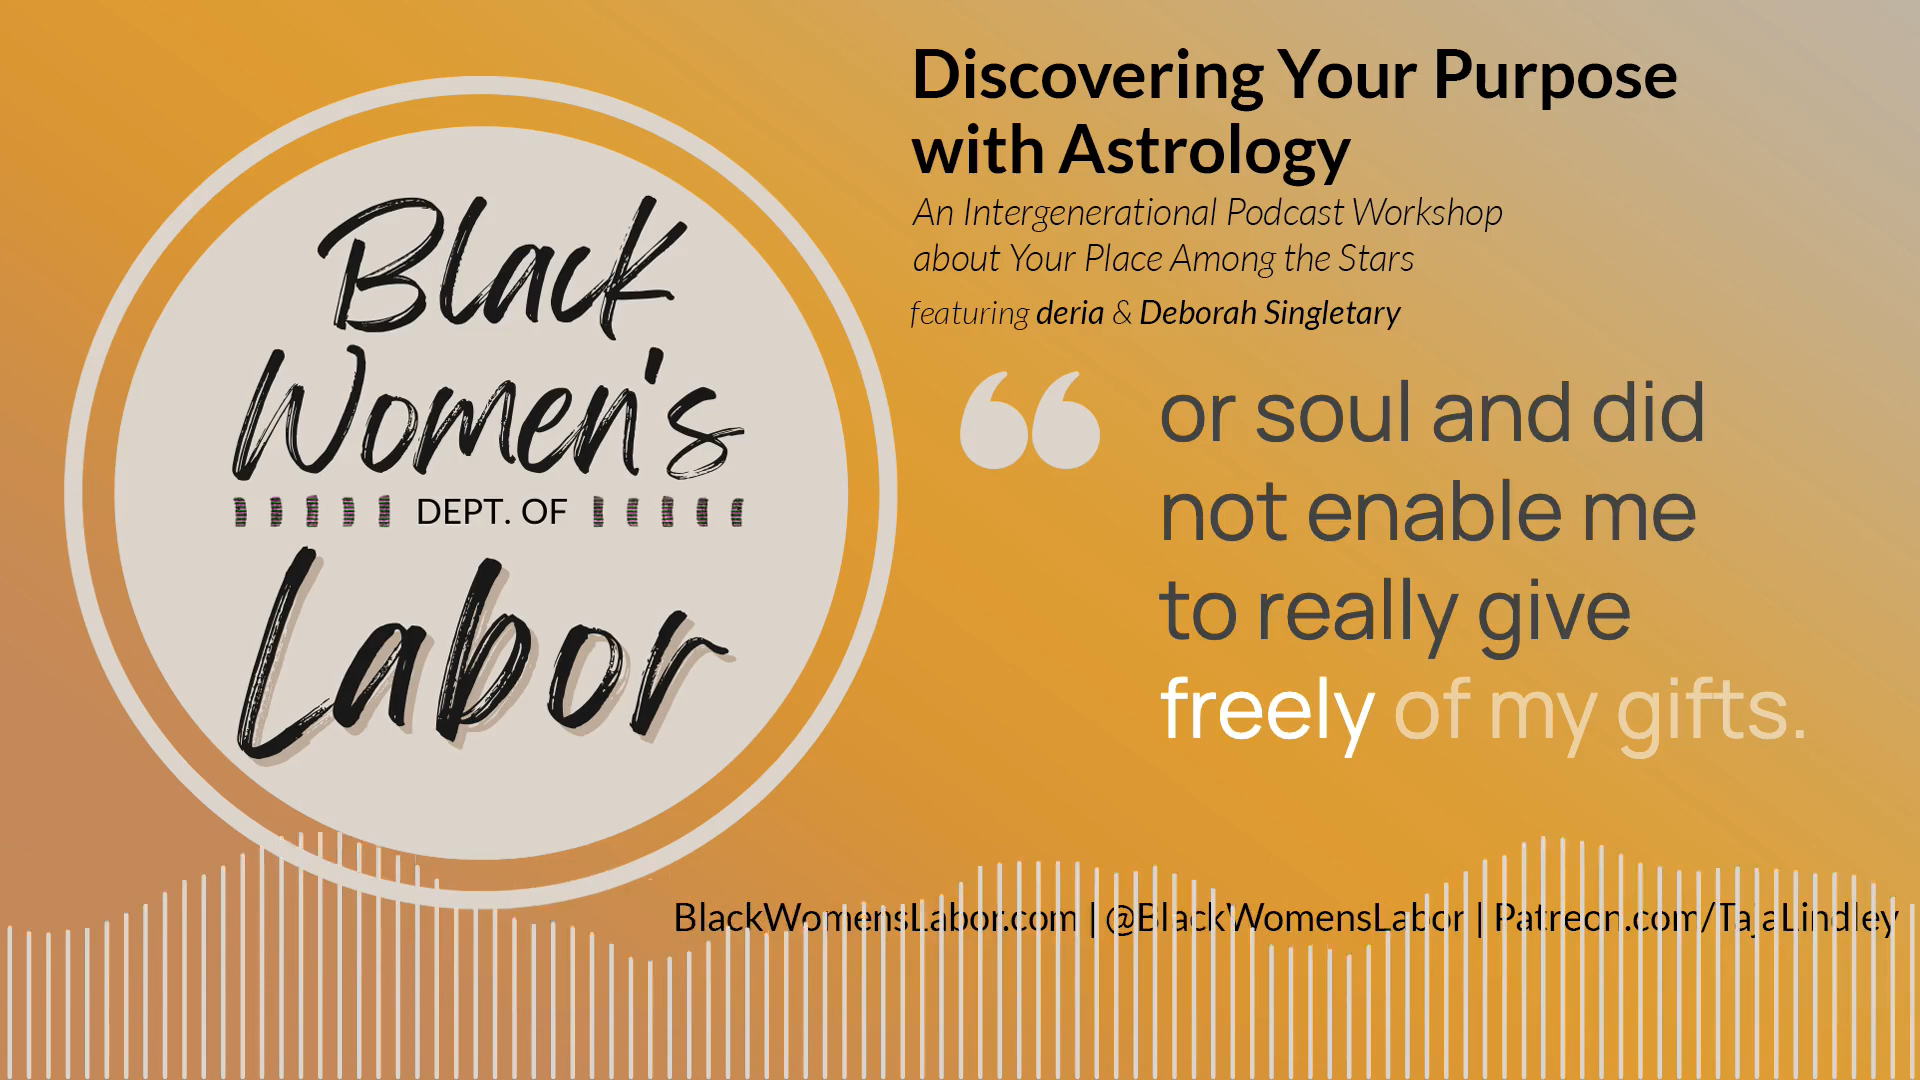 Black
Women's
DEPT. OF
Labor
Discovering Your Purpose
with Astrology
An Intergenerational Podcast Workshop
about Your Place Among the Stars
featuring deria & Deborah Singletary
“ or soul and did
not enable me
to really give
freely of my gifts.
BlackWomensLabor.com | @BlackWomensLabor | Patreon.com/TajaLindley